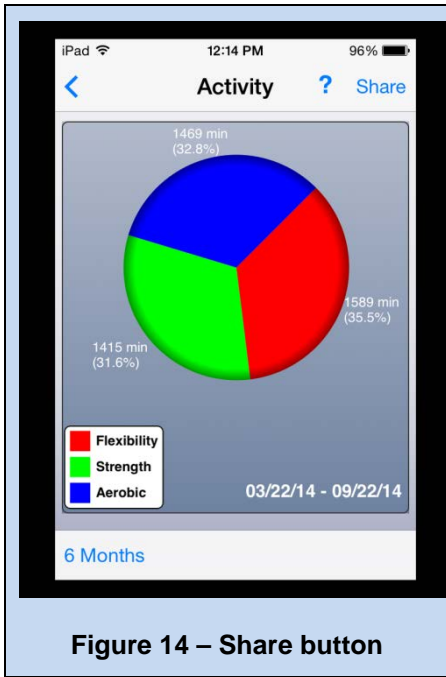 iPad 12:14 PM 96%
Activity ? Share
1469 min
(32.8%)
1589 min
(35.5%)
1415 min
(31.6%)
Flexibility
Strength
Aerobic
03/22/14 - 09/22/14
6 Months
Figure 14 – Share button